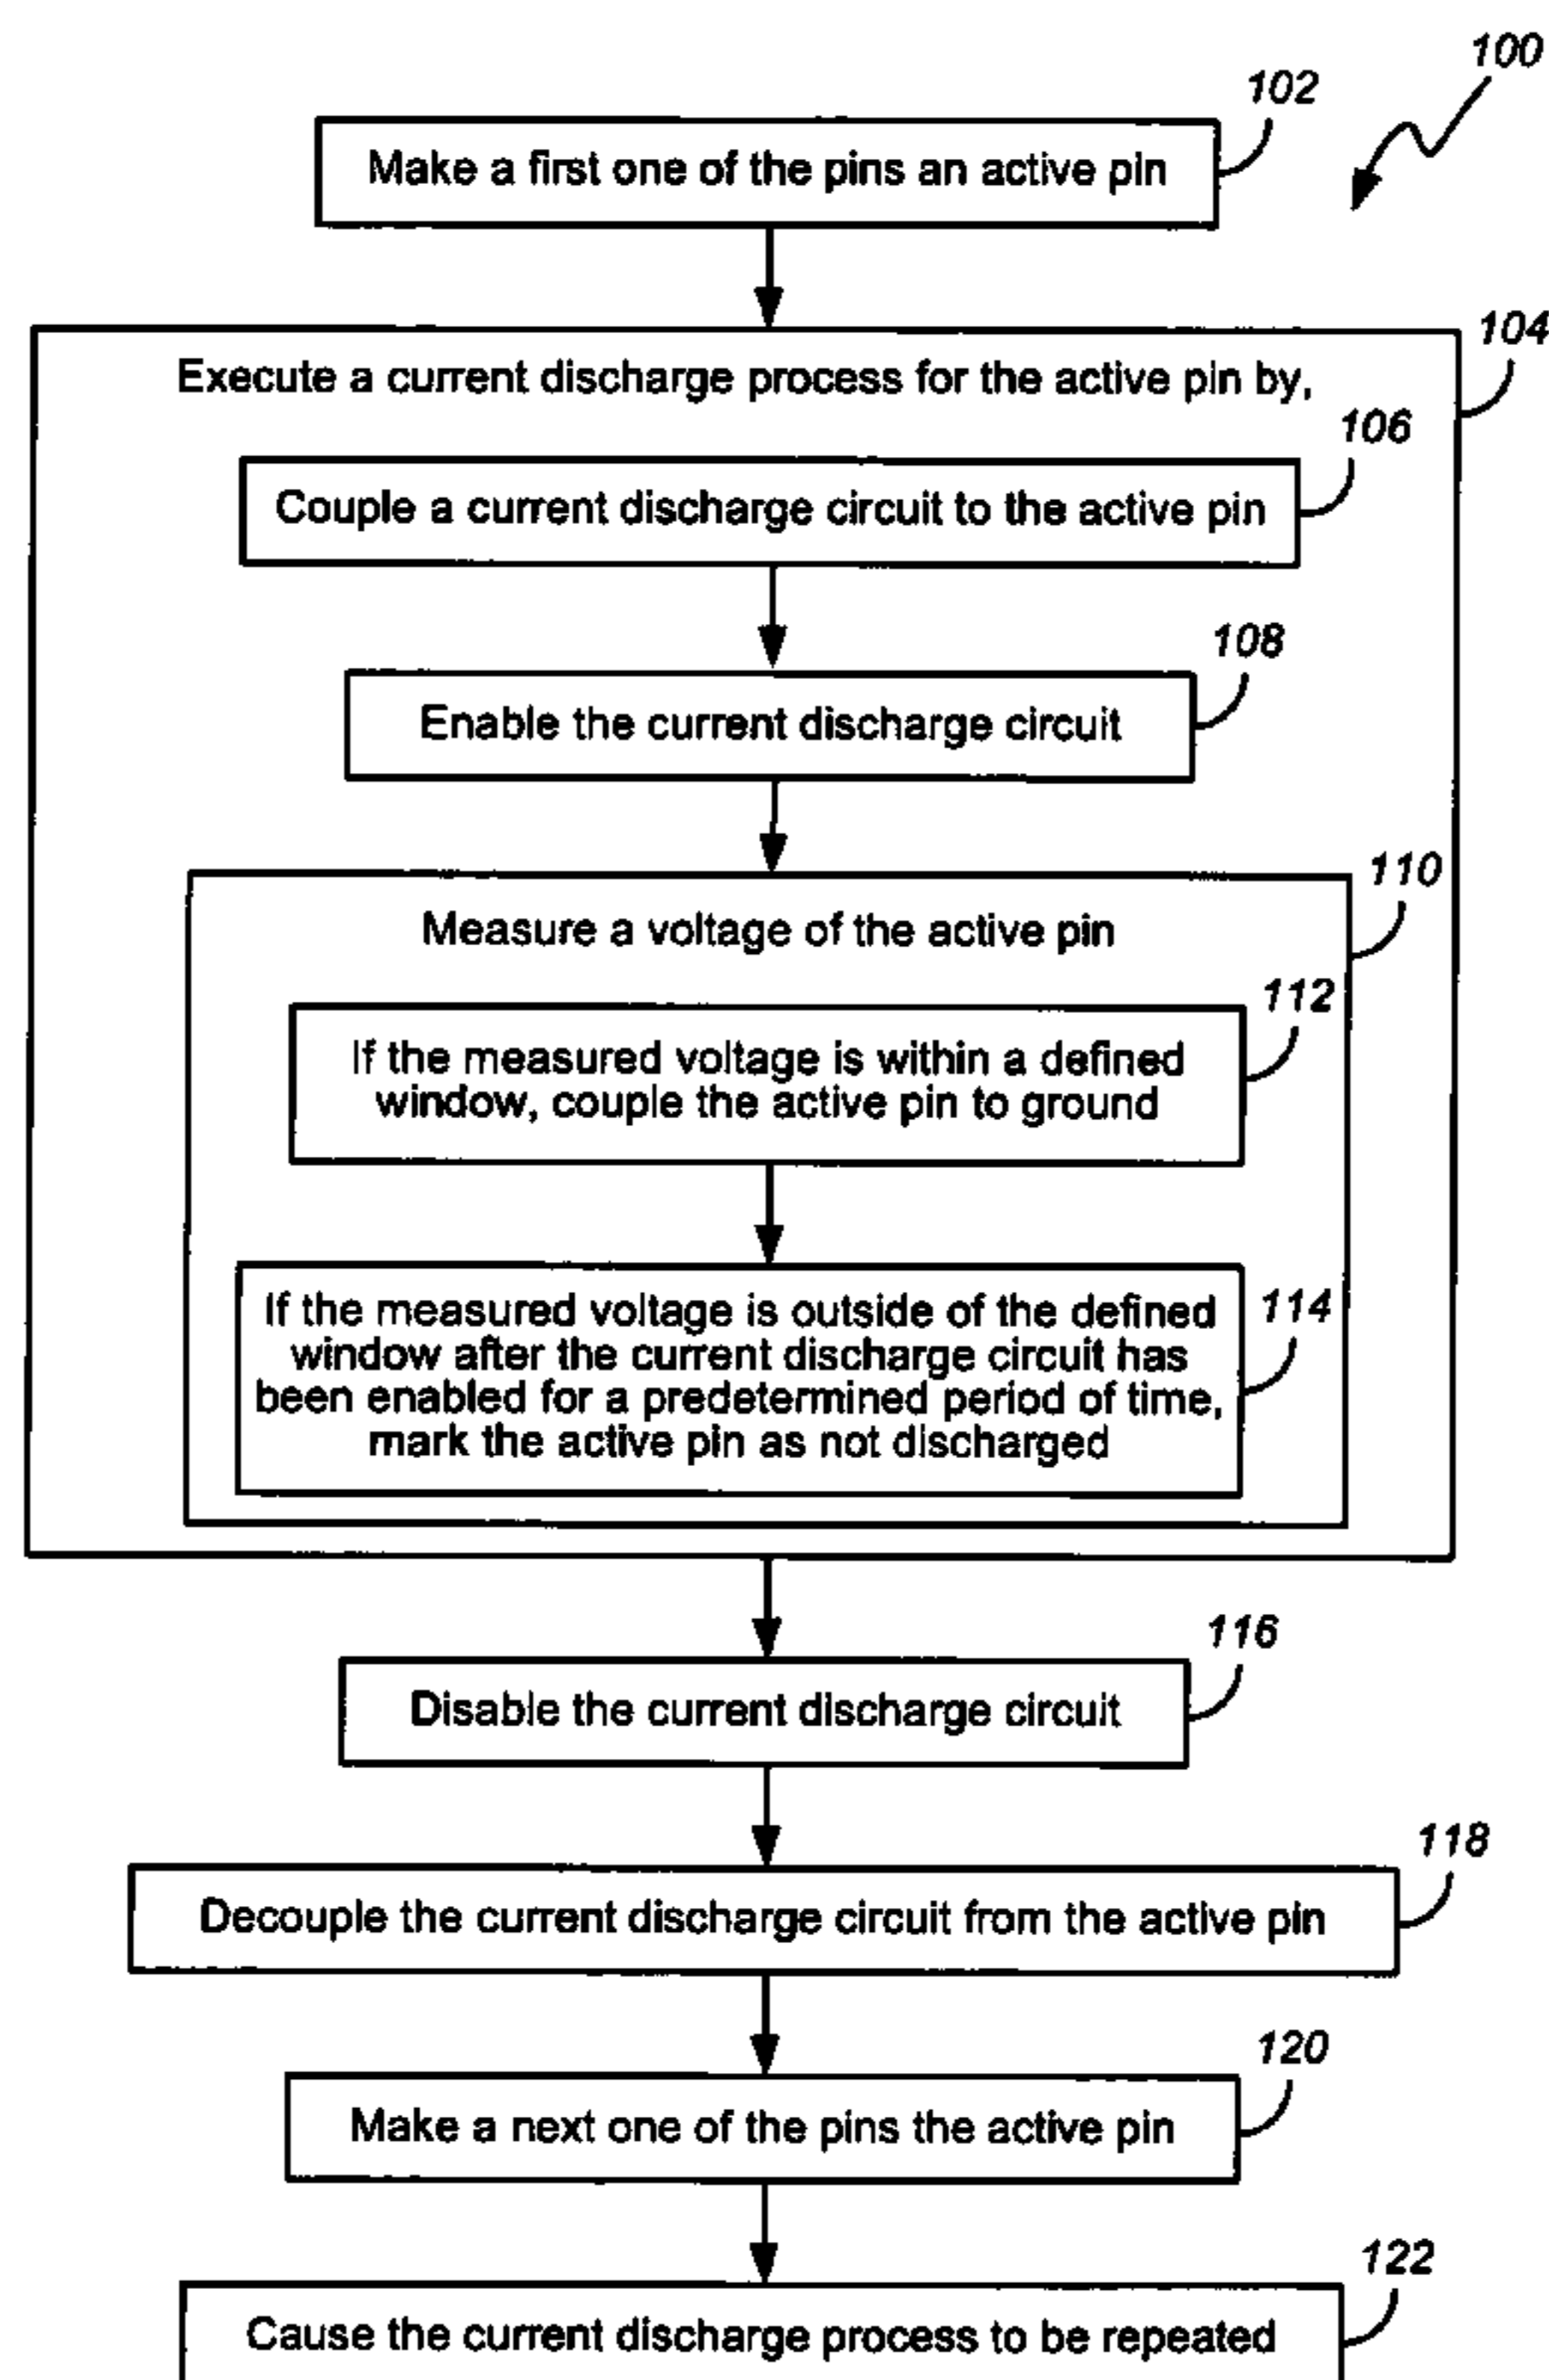 100
102
Make a first one of the pins an active pin
104
Execute a current discharge process for the active pin by,
106
Couple a current discharge circuit to the active pin
108
Enable the current discharge circuit
110
Measure a voltage of the active pin
112
If the measured voltage is within a defined
window, couple the active pin to ground
114
If the measured voltage is outside of the defined
window after the current discharge circuit has
been enabled for a predetermined period of time,
mark the active pin as not discharged
116
Disable the current discharge circuit
118
Decouple the current discharge circuit from the active pin
120
Make a next one of the pins the active pin
122
Cause the current discharge process to be repeated